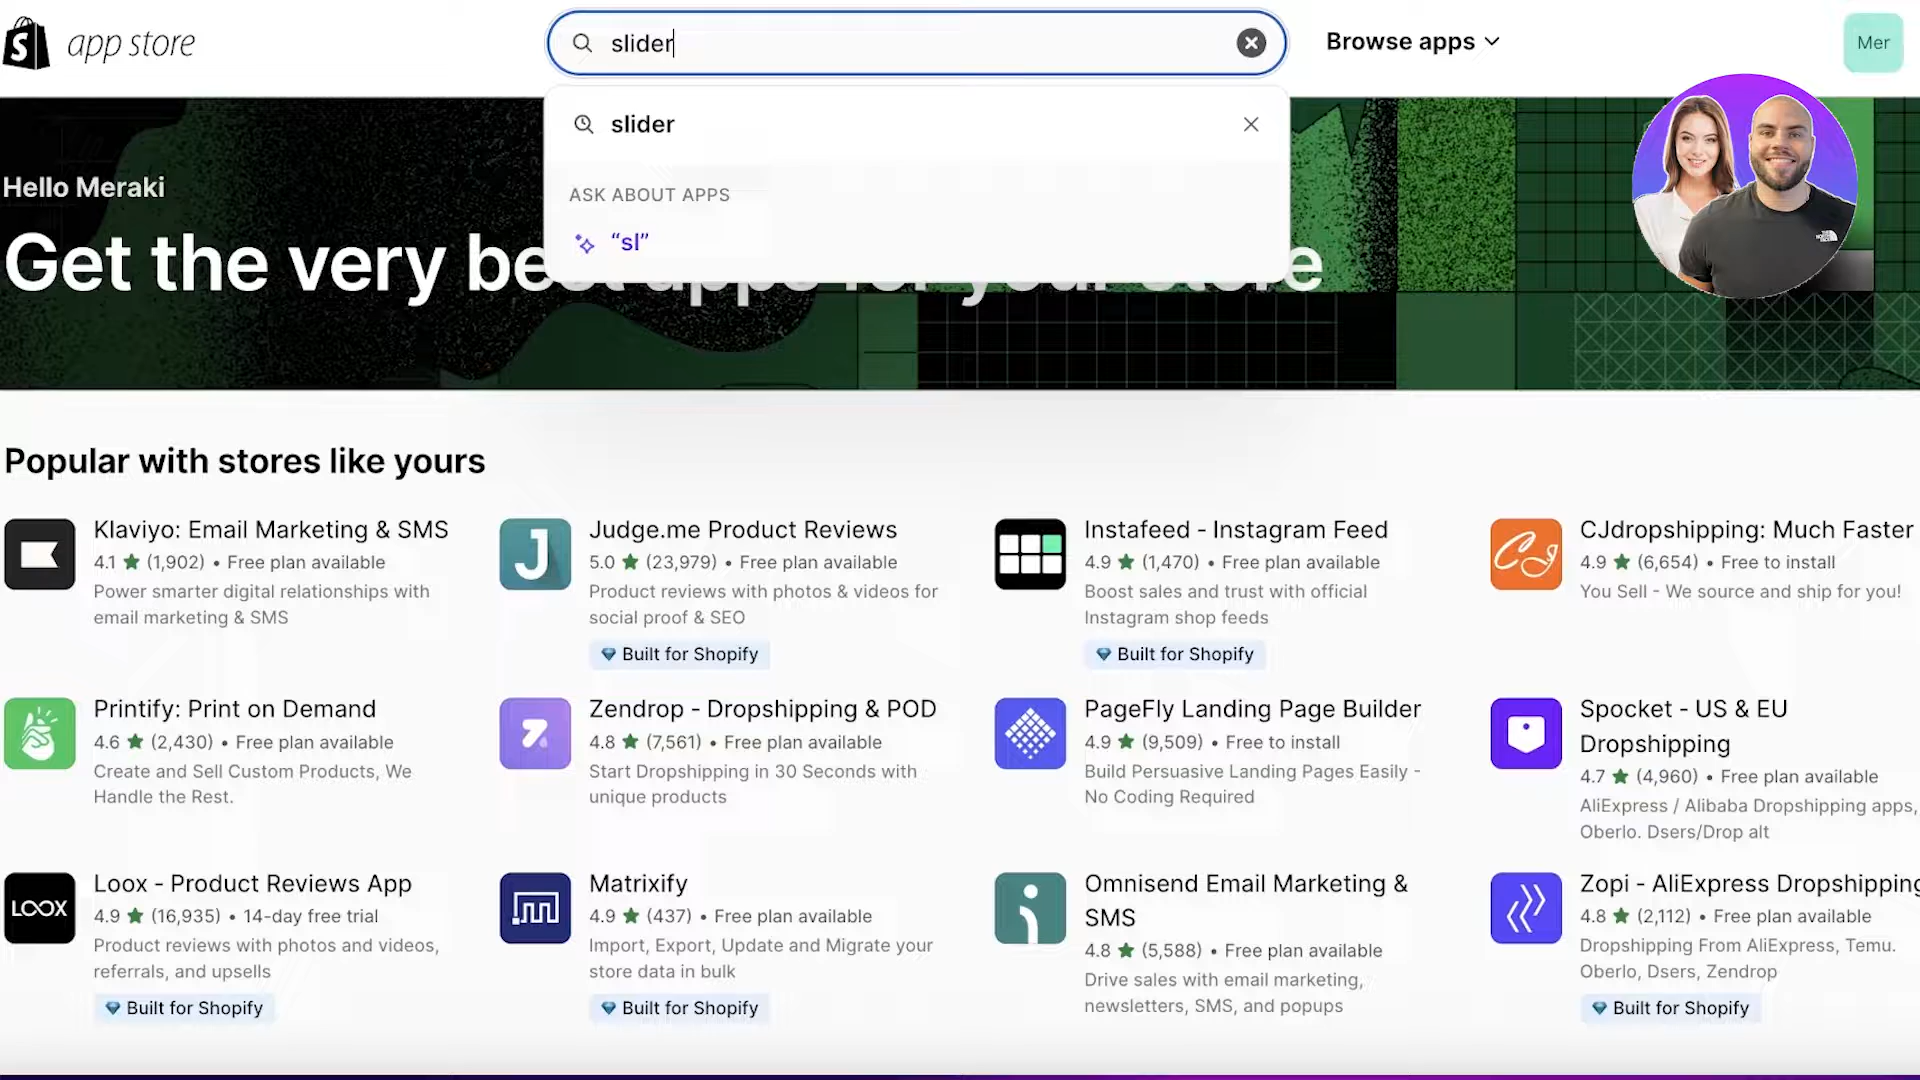 app store
slider
Browse apps
Mer
slider
ASK ABOUT APPS
“sl”
Hello Meraki
Get the very best apps for your store
Popular with stores like yours
Klaviyo: Email Marketing & SMS
4.1 ★ (1,902) • Free plan available
Power smarter digital relationships with
email marketing & SMS
Judge.me Product Reviews
5.0 ★ (23,979) • Free plan available
Product reviews with photos & videos for
social proof & SEO
Built for Shopify
Instafeed - Instagram Feed
4.9 ★ (1,470) • Free plan available
Boost sales and trust with official
Instagram shop feeds
Built for Shopify
CJdropshipping: Much Faster
4.9 ★ (6,654) • Free to install
You Sell - We source and ship for you!
Printify: Print on Demand
4.6 ★ (2,430) • Free plan available
Create and Sell Custom Products, We
Handle the Rest.
Zendrop - Dropshipping & POD
4.8 ★ (7,561) • Free plan available
Start Dropshipping in 30 Seconds with
unique products
PageFly Landing Page Builder
4.9 ★ (9,509) • Free to install
Build Persuasive Landing Pages Easily -
No Coding Required
Spocket - US & EU
Dropshipping
4.7 ★ (4,960) • Free plan available
AliExpress / Alibaba Dropshipping apps,
Oberlo. Dsers/Drop alt
LOOX
Loox - Product Reviews App
4.9 ★ (16,935) • 14-day free trial
Product reviews with photos and videos,
referrals, and upsells
Built for Shopify
Matrixify
4.9 ★ (437) • Free plan available
Import, Export, Update and Migrate your
store data in bulk
Built for Shopify
Omnisend Email Marketing &
SMS
4.8 ★ (5,588) • Free plan available
Drive sales with email marketing,
newsletters, SMS, and popups
Zopi - AliExpress Dropshipping
4.8 ★ (2,112) • Free plan available
Dropshipping From AliExpress, Temu.
Oberlo, Dsers, Zendrop
Built for Shopify